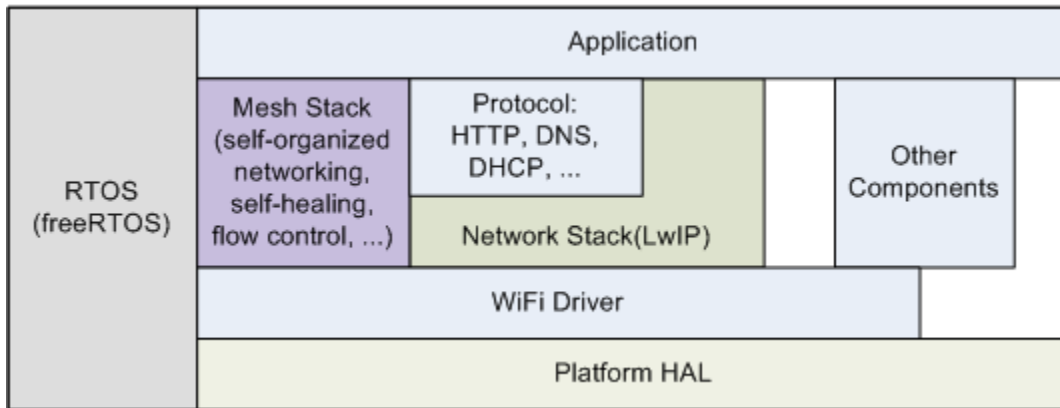 Application
Mesh Stack
(self-organized
networking,
self-healing,
flow control, ...)
Protocol:
HTTP, DNS,
DHCP, ...
Other
Components
RTOS
(freeRTOS)
Network Stack(LwIP)
WiFi Driver
Platform HAL